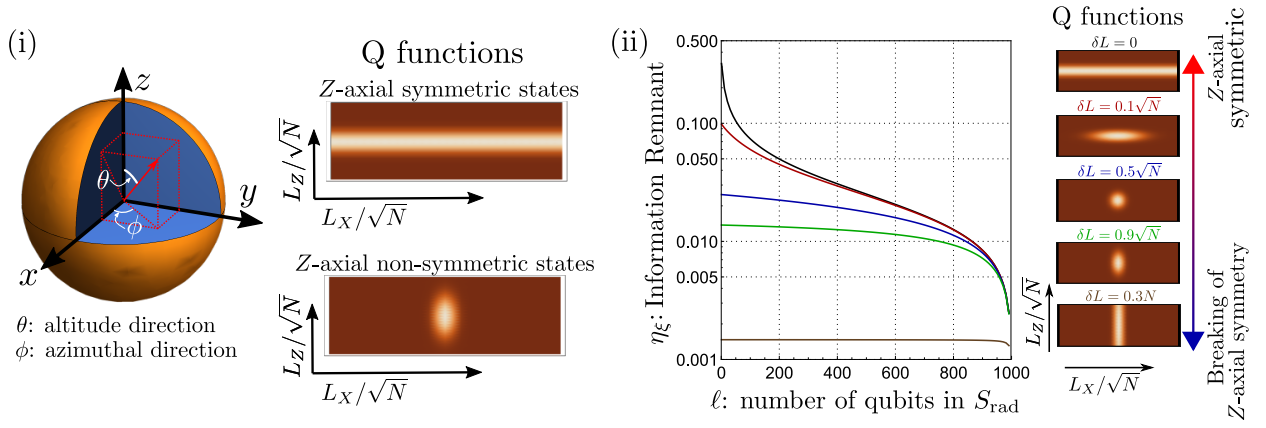 (i)
z
y
x
θ
ϕ
θ: altitude direction
ϕ: azimuthal direction
Q functions
Z-axial symmetric states
L_Z/√N
L_X/√N
Z-axial non-symmetric states
L_Z/√N
L_X/√N
(ii)
η_ξ: Information Remnant
0.500
0.100
0.050
0.010
0.005
0.001
0 200 400 600 800 1000
ℓ: number of qubits in S_rad
Q functions
δL = 0
δL = 0.1√N
δL = 0.5√N
δL = 0.9√N
δL = 0.3N
L_Z/√N
L_X/√N
Z-axial
symmetric
Breaking of
Z-axial symmetry